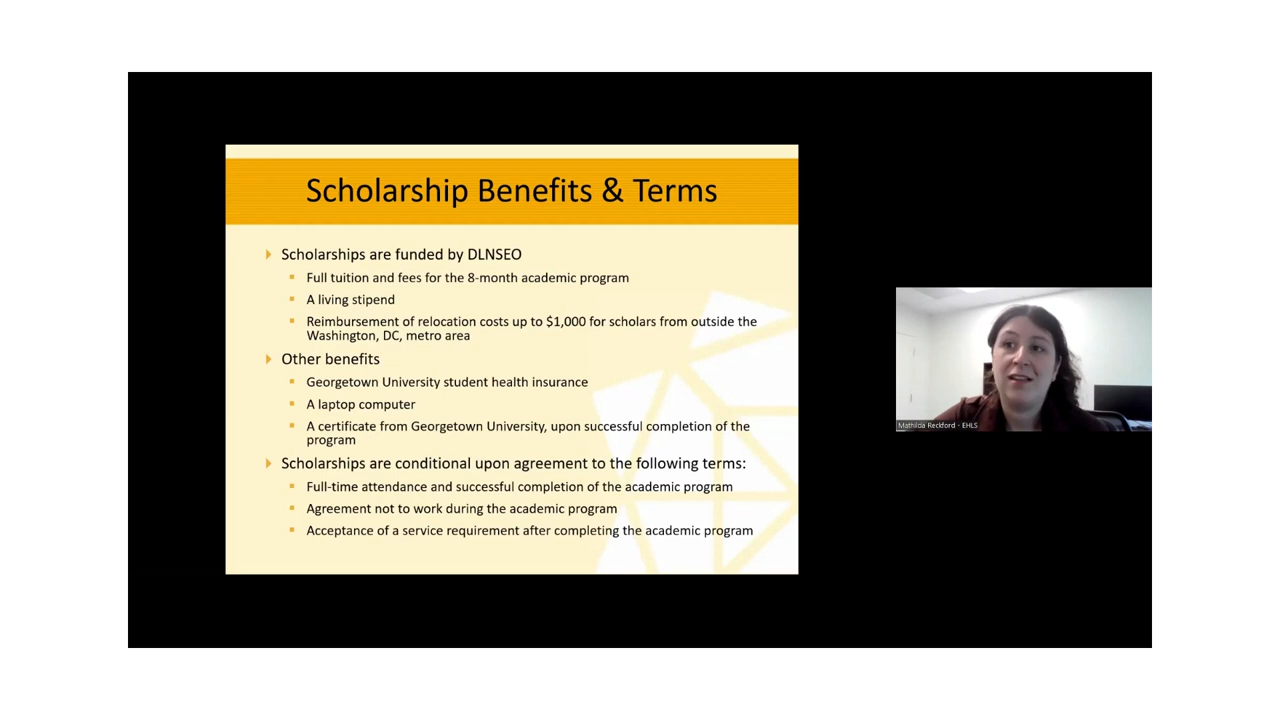 Scholarship Benefits & Terms
Scholarships are funded by DLNSEO
Full tuition and fees for the 8-month academic program
A living stipend
Reimbursement of relocation costs up to $1,000 for scholars from outside the
Washington, DC, metro area
Other benefits
Georgetown University student health insurance
A laptop computer
A certificate from Georgetown University, upon successful completion of the
program
Scholarships are conditional upon agreement to the following terms:
Full-time attendance and successful completion of the academic program
Agreement not to work during the academic program
Acceptance of a service requirement after completing the academic program
Mathilda Reckford - EHLS